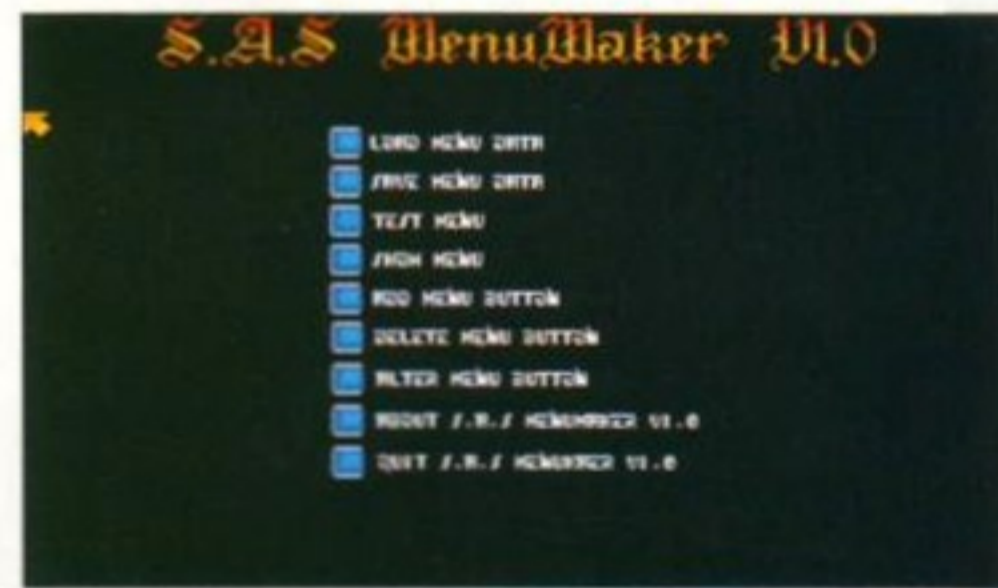 S.A.S MenuMaker V1.0
LOAD MENU DATA
SAVE MENU DATA
TEST MENU
SHOW MENU
ADD MENU BUTTON
DELETE MENU BUTTON
ALTER MENU BUTTON
ABOUT S.A.S MENUMAKER V1.0
QUIT S.A.S MENUMAKER V1.0